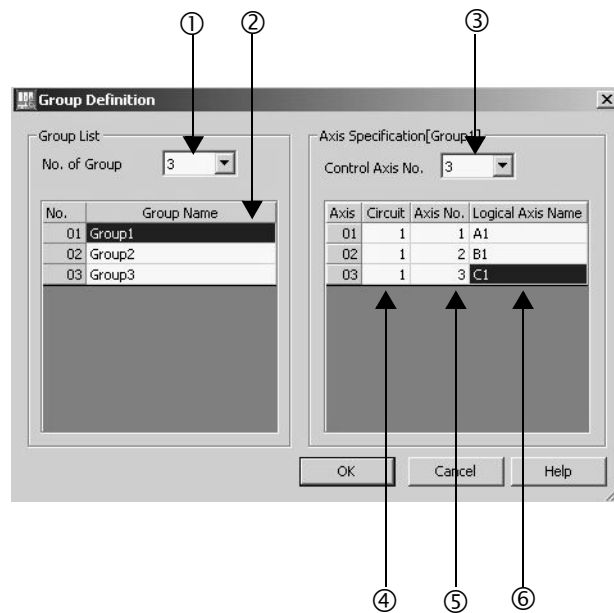 ① ② ③
Group Definition
Group List
No. of Group 3
No. Group Name
01 Group1
02 Group2
03 Group3
Axis Specification[Group1]
Control Axis No. 3
Axis Circuit Axis No. Logical Axis Name
01 1 1 A1
02 1 2 B1
03 1 3 C1
OK Cancel Help
④ ⑤ ⑥